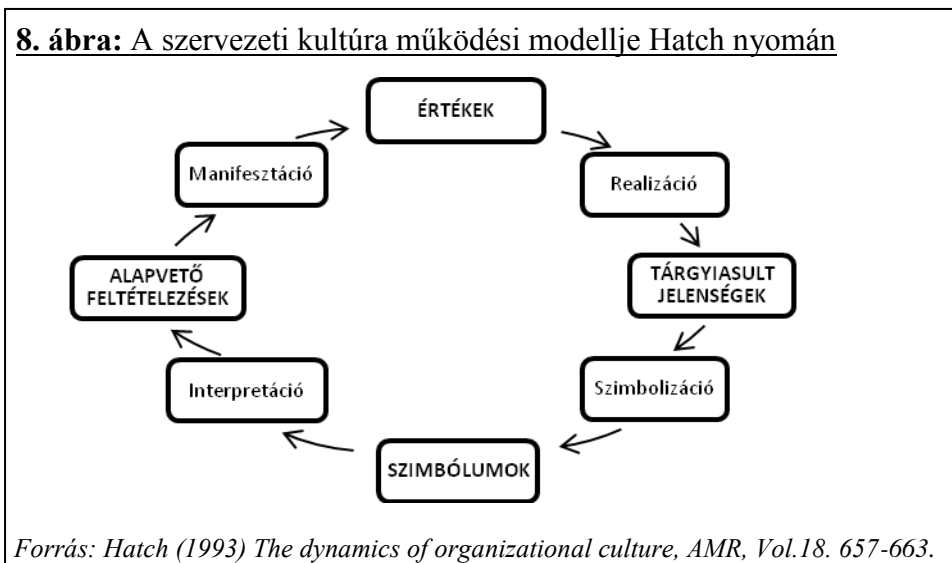 8. ábra: A szervezeti kultúra működési modellje Hatch nyomán
ÉRTÉKEK
Manifesztáció
Realizáció
ALAPVETŐ
FELTÉTELEZÉSEK
TÁRGYIASULT
JELENSÉGEK
Interpretáció
Szimbolizáció
SZIMBÓLUMOK
Forrás: Hatch (1993) The dynamics of organizational culture, AMR, Vol.18. 657-663.